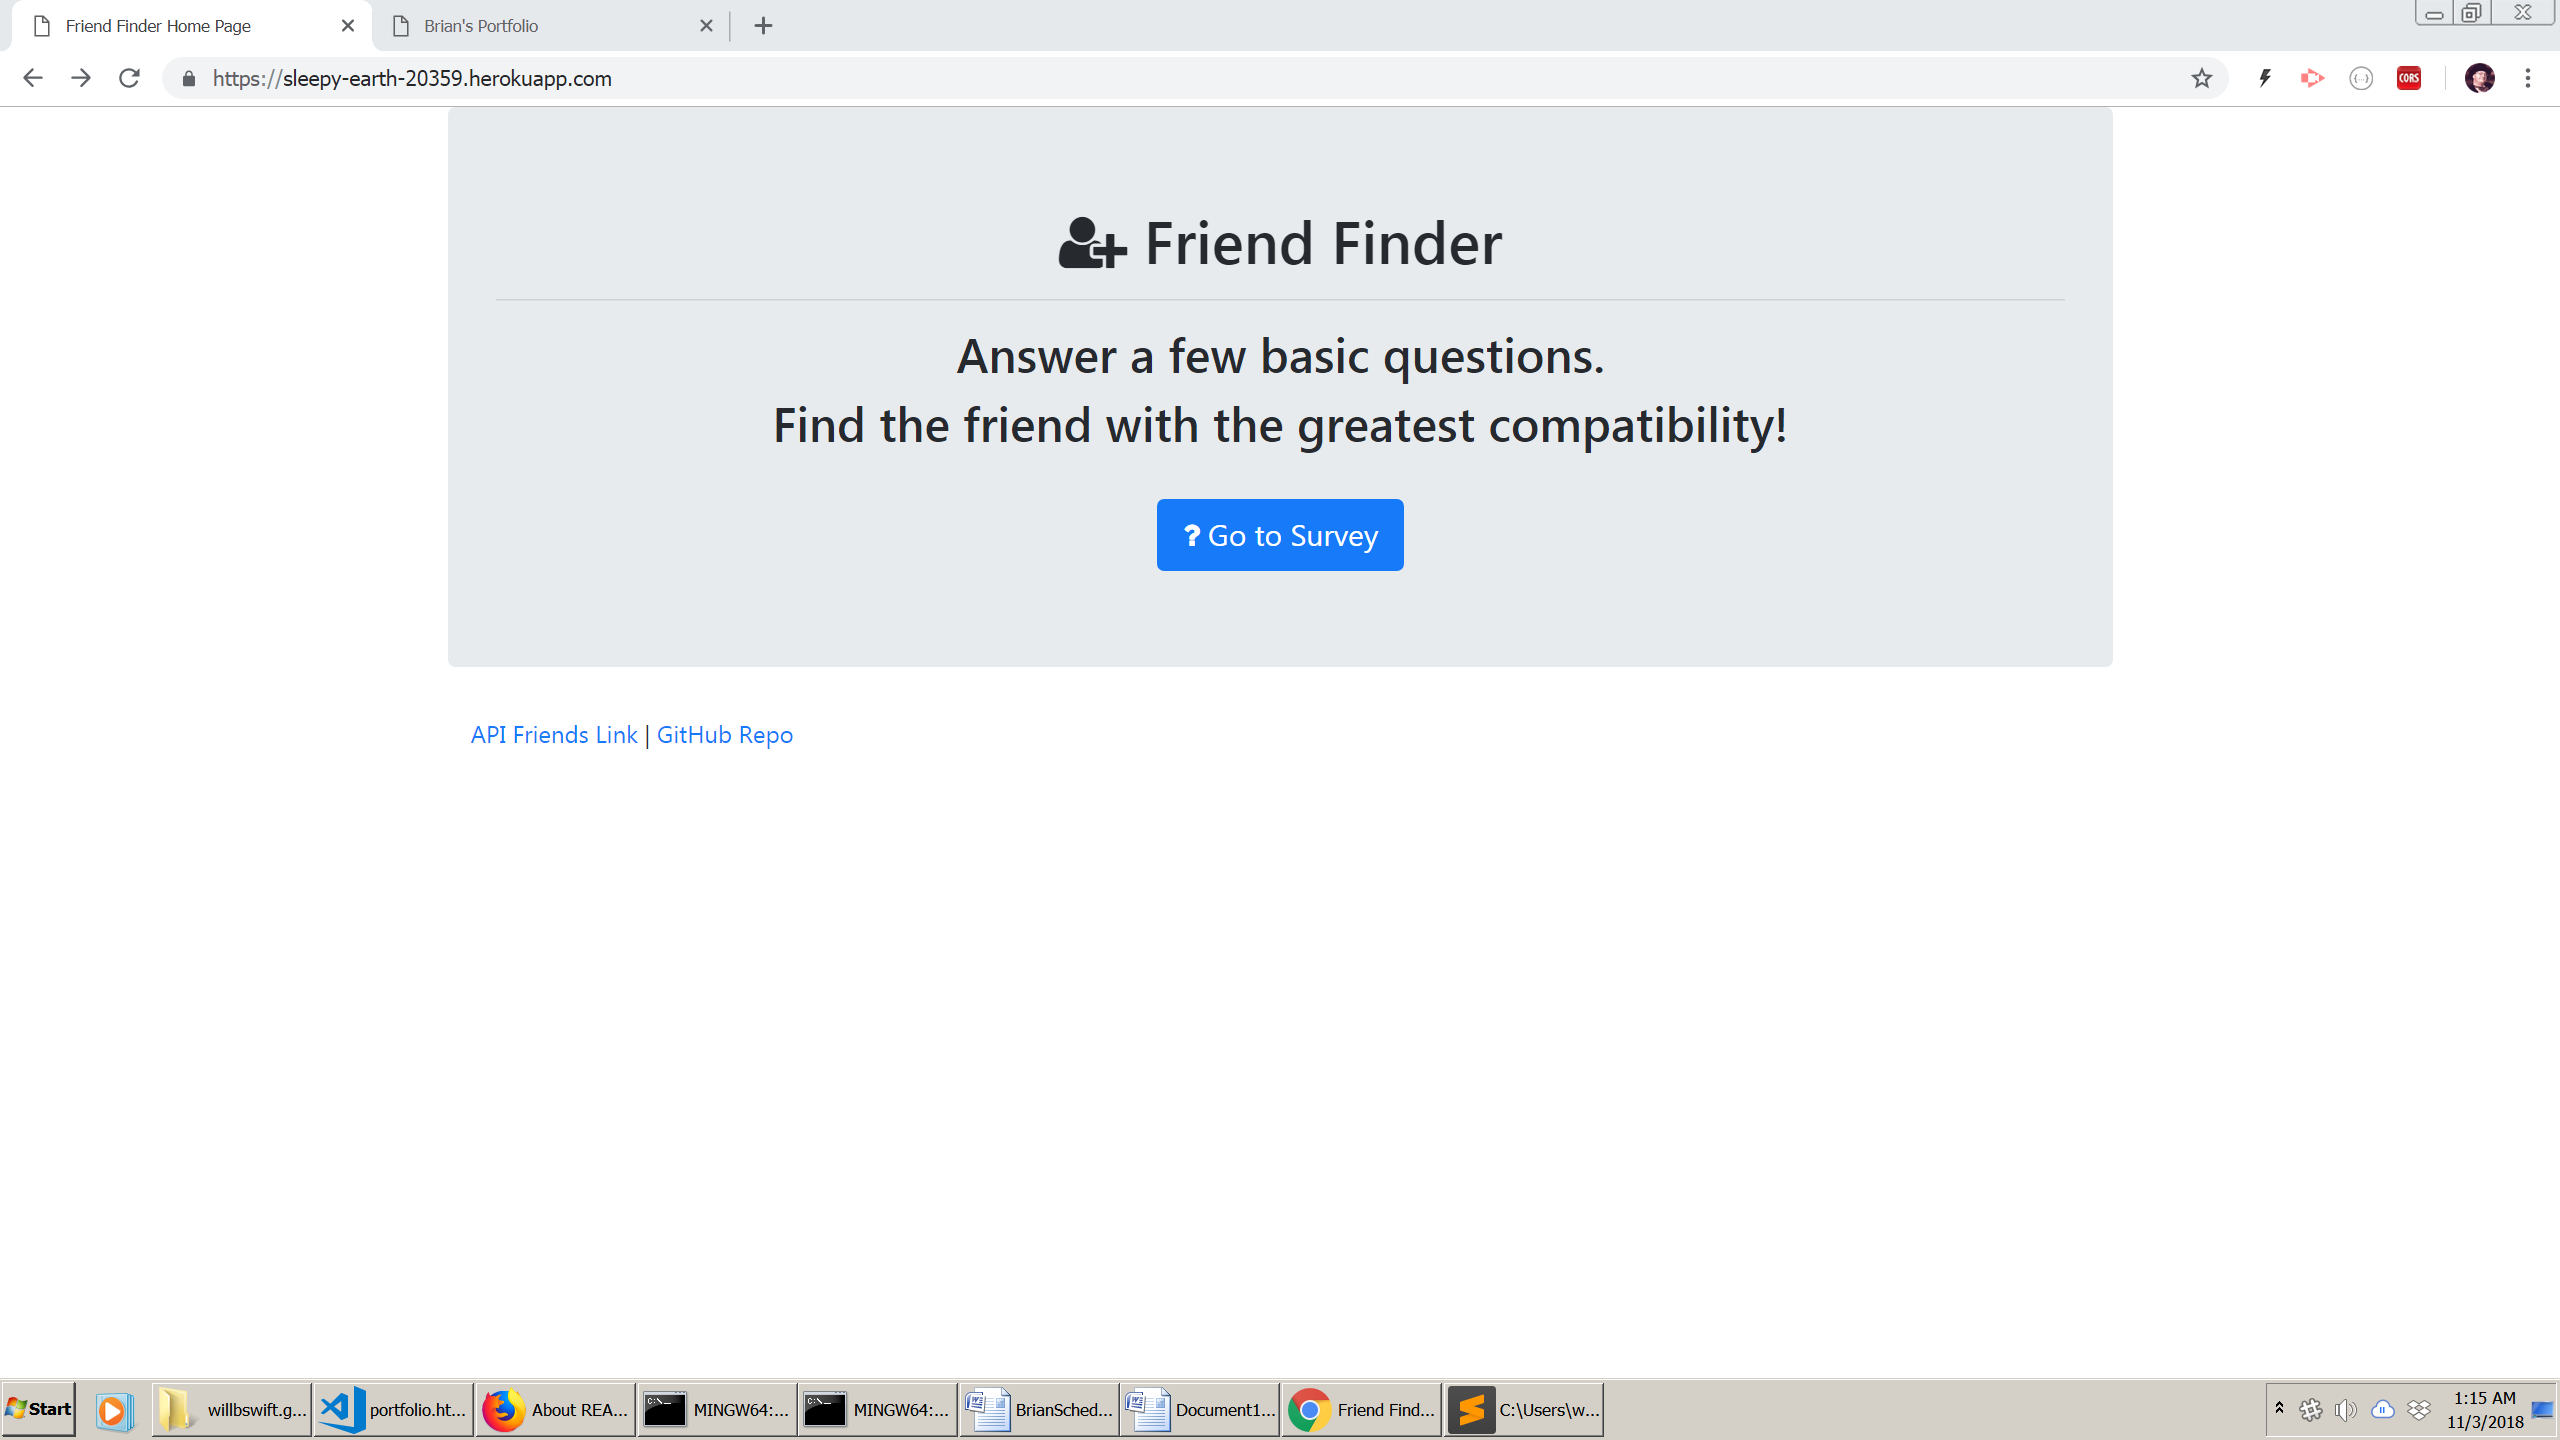 Friend Finder Home Page
Brian's Portfolio
https://sleepy-earth-20359.herokuapp.com
CORS
Friend Finder
Answer a few basic questions.
Find the friend with the greatest compatibility!
? Go to Survey
API Friends Link | GitHub Repo
Start
willbswift.g...
portfolio.ht...
About REA...
C:\._
MINGW64:...
C:\._
MINGW64:...
BrianSched...
Document1...
Friend Find...
C:\Users\w...
1:15 AM
11/3/2018